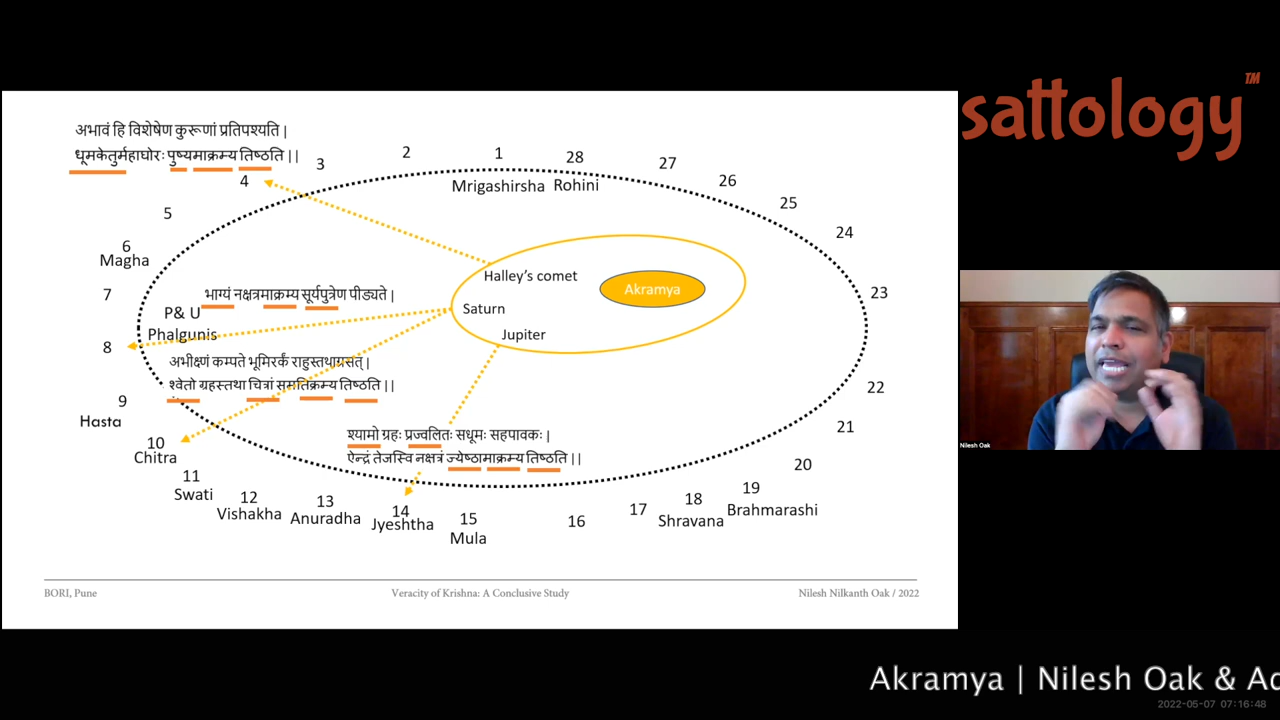 sattology™
अभावं हि विशेषेण कुरूणां प्रतिपश्यति |
धूमकेतुर्महाघोरः पुष्यमाक्रम्य तिष्ठति ||
1
2
3
4
5
6
Magha
7
P& U
Phalgunis
8
9
Hasta
10
Chitra
11
Swati
12
Vishakha
13
Anuradha
14
Jyeshtha
15
Mula
16
17
18
Shravana
19
Brahmarashi
20
21
22
23
24
25
26
27
28
Mrigashirsha Rohini
Halley's comet
Akramya
Saturn
Jupiter
भाग्यं नक्षत्रमाक्रम्य सूर्यपुत्रेण पीड्यते |
अभीक्ष्णं कम्पते भूमिरर्कं राहुस्तथाग्रसत् |
श्वेतो ग्रहस्तथा चित्रां समतिक्रम्य तिष्ठति ||
श्यामो ग्रहः प्रज्वलितः सधूमः सहपावकः |
ऐन्द्रं तेजस्वि नक्षत्रं ज्येष्ठामाक्रम्य तिष्ठति ||
BORI, Pune
Veracity of Krishna: A Conclusive Study
Nilesh Nilkanth Oak / 2022
Nilesh Oak
Akramya | Nilesh Oak & Ac
2022-05-07 07:16:48